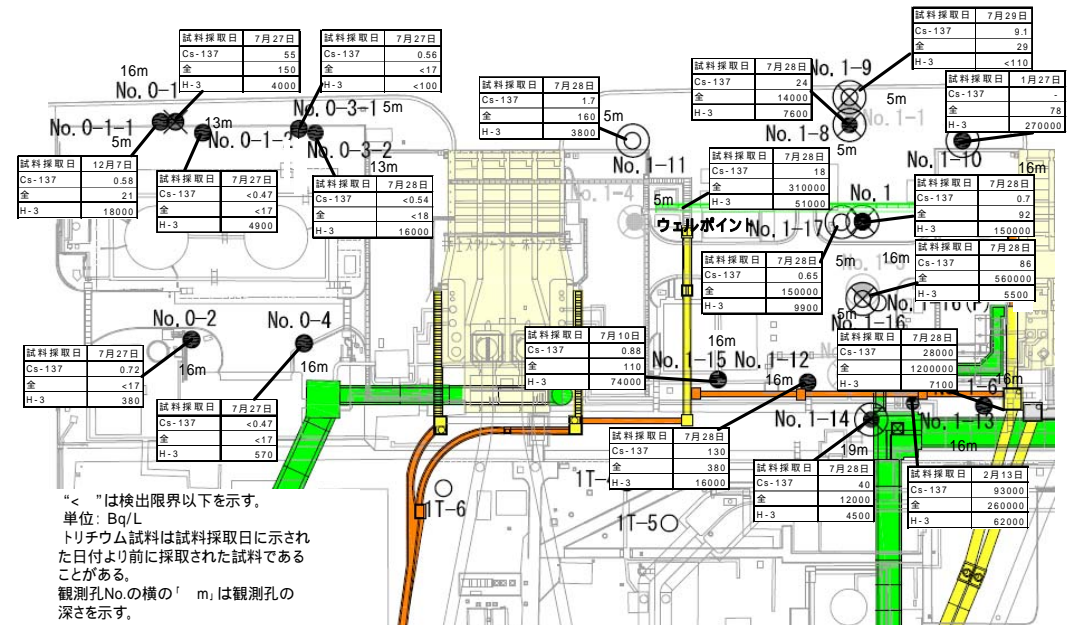 試料採取日 7月27日
Cs-137 55
全 150
H-3 4000
試料採取日 7月27日
Cs-137 0.56
全 <17
H-3 <100
試料採取日 7月28日
Cs-137 1.7
全 160
H-3 3800
試料採取日 7月28日
Cs-137 24
全 14000
H-3 7600
試料採取日 7月29日
Cs-137 9.1
全 29
H-3 <110
試料採取日 1月27日
Cs-137 -
全 78
H-3 270000
16m
No. 0-1
No. 0-1-1
5m
13m
No. 0-1-2
No. 0-3-1 5m
No. 0-3-2
13m
5m
No. 1-11
No. 1-9
5m
No. 1-8
5m
No. 1-1
No. 1-10
16m
試料採取日 12月7日
Cs-137 0.58
全 21
H-3 18000
試料採取日 7月27日
Cs-137 <0.47
全 <17
H-3 4900
試料採取日 7月28日
Cs-137 <0.54
全 <18
H-3 16000
試料採取日 7月28日
Cs-137 18
全 310000
H-3 51000
試料採取日 7月28日
Cs-137 0.7
全 92
H-3 150000
1-4
5m
ウェルポイント
No. 1-17
No. 1
5m
16m
試料採取日 7月28日
Cs-137 0.65
全 150000
H-3 9900
試料採取日 7月28日
Cs-137 86
全 560000
H-3 5500
No. 1-16(P)
5m
No. 1-16
No. 0-2
16m
No. 0-4
16m
試料採取日 7月27日
Cs-137 0.72
全 <17
H-3 380
試料採取日 7月27日
Cs-137 <0.47
全 <17
H-3 570
試料採取日 7月10日
Cs-137 0.88
全 110
H-3 74000
試料採取日 7月28日
Cs-137 28000
全 1200000
H-3 7100
16m
No. 1-15
No. 1-12
16m
1-6
16m
No. 1-14
No. 1-13
19m
16m
試料採取日 7月28日
Cs-137 130
全 380
H-3 16000
試料採取日 7月28日
Cs-137 40
全 12000
H-3 4500
試料採取日 2月13日
Cs-137 93000
全 260000
H-3 62000
1T-6
1T-5
"< "は検出限界以下を示す。
単位: Bq/L
トリチウム試料は試料採取日に示され
た日付より前に採取された試料である
ことがある。
観測孔No.の横の「 m」は観測孔の
深さを示す。